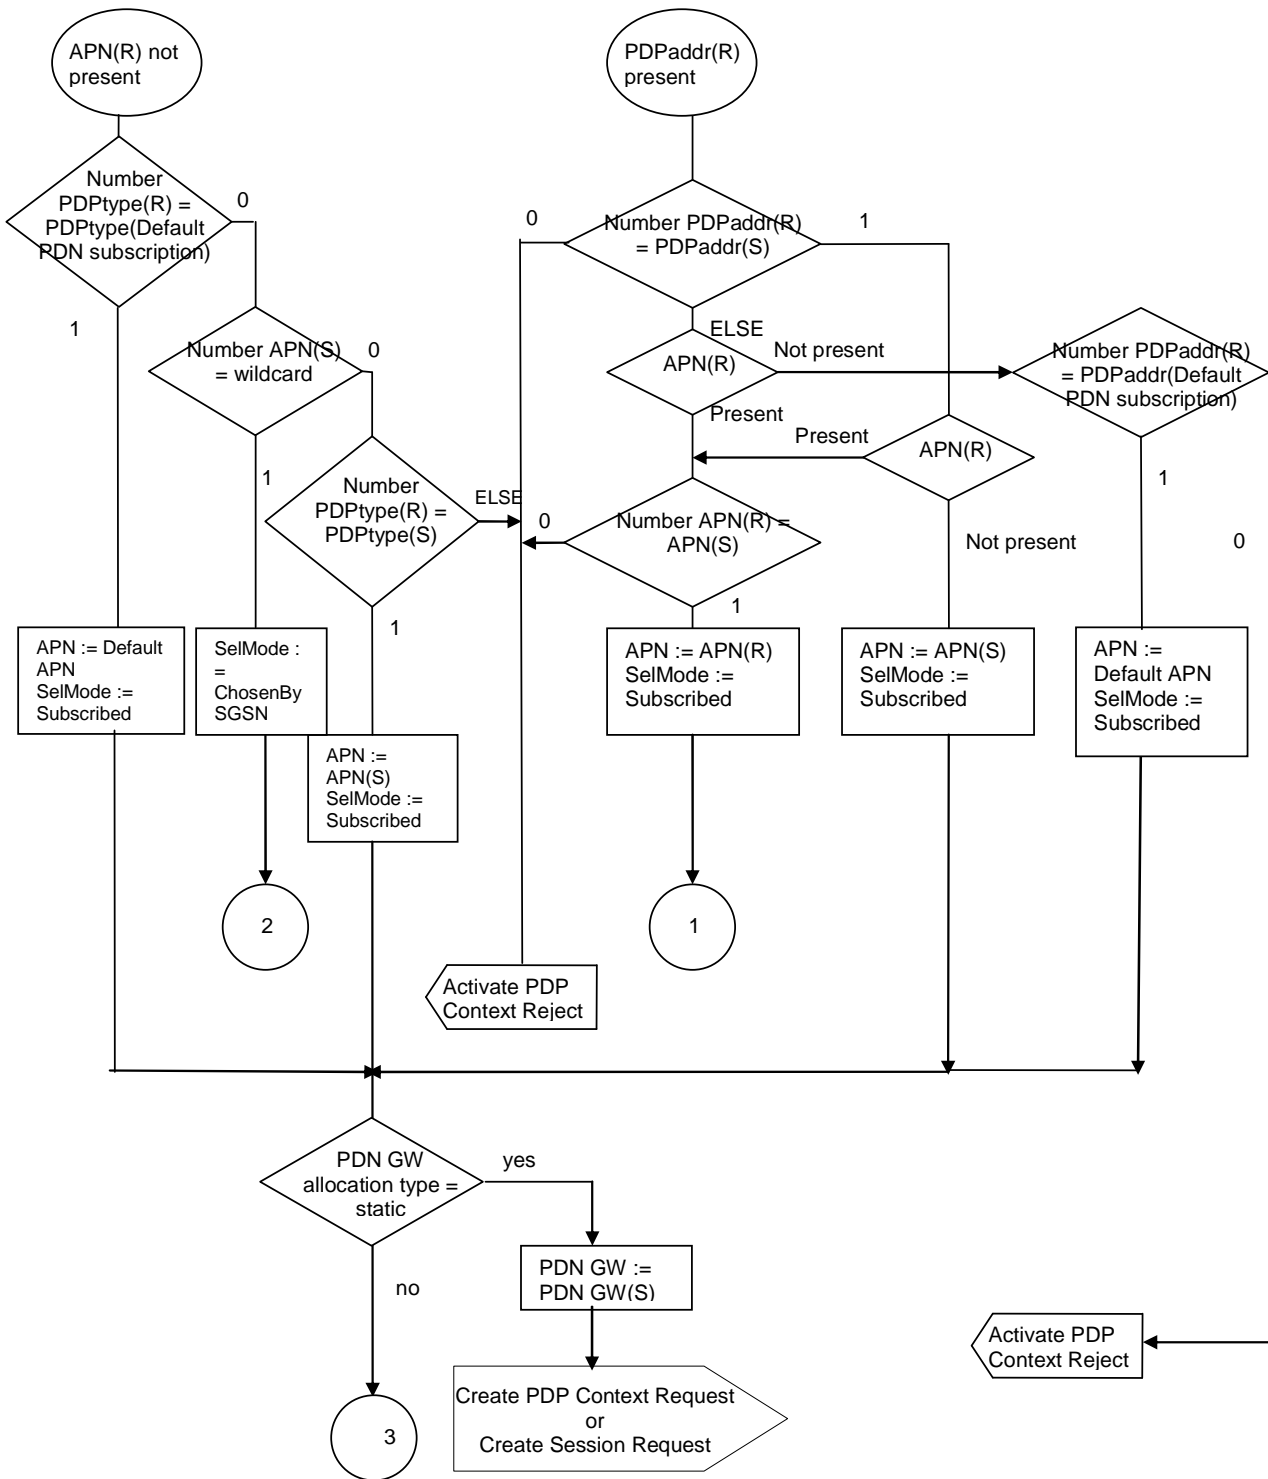 APN(R) not
present
PDPaddr(R)
present
Number
PDPtype(R) =
PDPtype(Default
PDN subscription)
0
1
Number PDPaddr(R)
= PDPaddr(S)
0
1
ELSE
Number APN(S)
= wildcard
0
1
APN(R)
Not present
Present
Number PDPaddr(R)
= PDPaddr(Default
PDN subscription)
1
0
APN(R)
Present
Not present
Number
PDPtype(R) =
PDPtype(S)
ELSE
1
Number APN(R) =
APN(S)
0
1
APN := Default
APN
SelMode :=
Subscribed
SelMode :
=
ChosenBy
SGSN
APN :=
APN(S)
SelMode :=
Subscribed
APN := APN(R)
SelMode :=
Subscribed
APN := APN(S)
SelMode :=
Subscribed
APN :=
Default APN
SelMode :=
Subscribed
2
1
Activate PDP
Context Reject
PDN GW
allocation type =
static
yes
no
PDN GW :=
PDN GW(S)
Activate PDP
Context Reject
3
Create PDP Context Request
or
Create Session Request